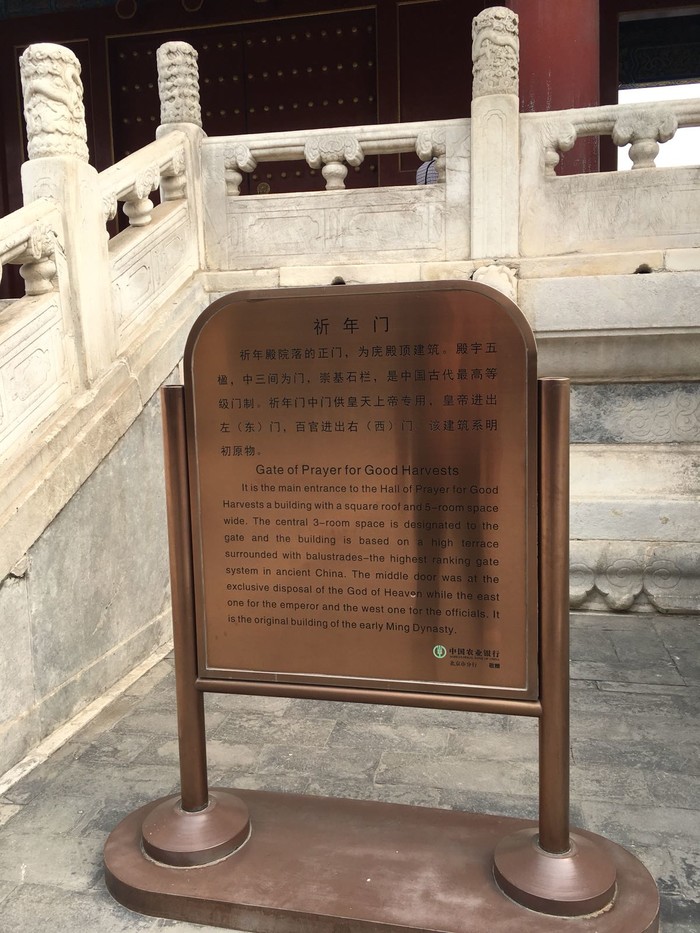 祈年门
祈年殿院落的正门，为庑殿顶建筑。殿宇五
楹，中三间为门，崇基石栏，是中国古代最高等
级门制。祈年门中门供皇天上帝专用，皇帝进出
左（东）门，百官进出右（西）门。该建筑系明
初原物。
Gate of Prayer for Good Harvests
It is the main entrance to the Hall of Prayer for Good
Harvests a building with a square roof and 5-room space
wide. The central 3-room space is designated to the
gate and the building is based on a high terrace
surrounded with balustrades-the highest ranking gate
system in ancient China. The middle door was at the
exclusive disposal of the God of Heaven while the east
one for the emperor and the west one for the officials. It
is the original building of the early Ming Dynasty.
中国农业银行
北京市分行